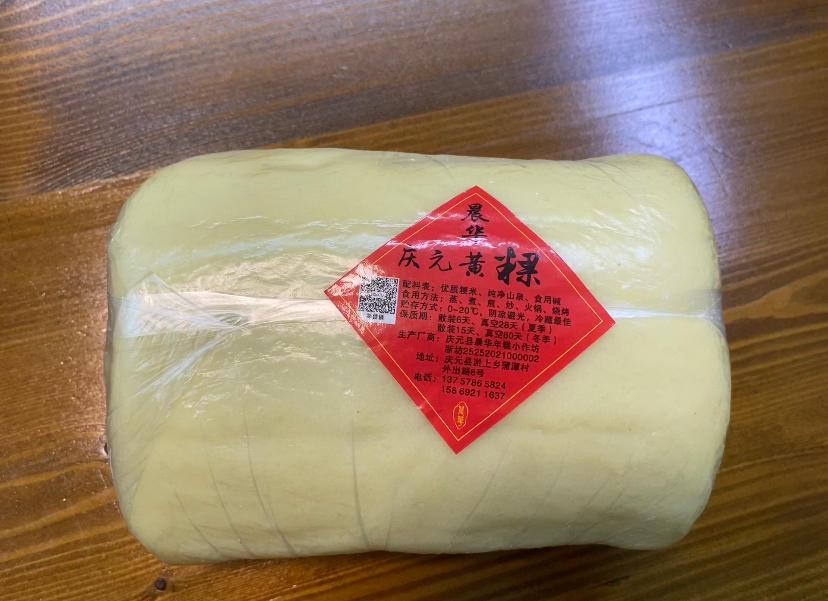 晨华
庆元黄粿
配料表：优质粳米、纯净山泉、食用碱
食用方法：蒸、煮、煎、炒、火锅、烧烤
贮存方式：0-20℃，阴凉避光，冷藏最佳
保质期：散装6天、真空28天（夏季）
散装15天、真空60天（冬季）
生产厂商：庆元县晨华年糕小作坊
浙坊25252021000002
地址：庆元县淤上乡蒲潭村
外出路8号
电话：137 5786 5824
158 6921 1637